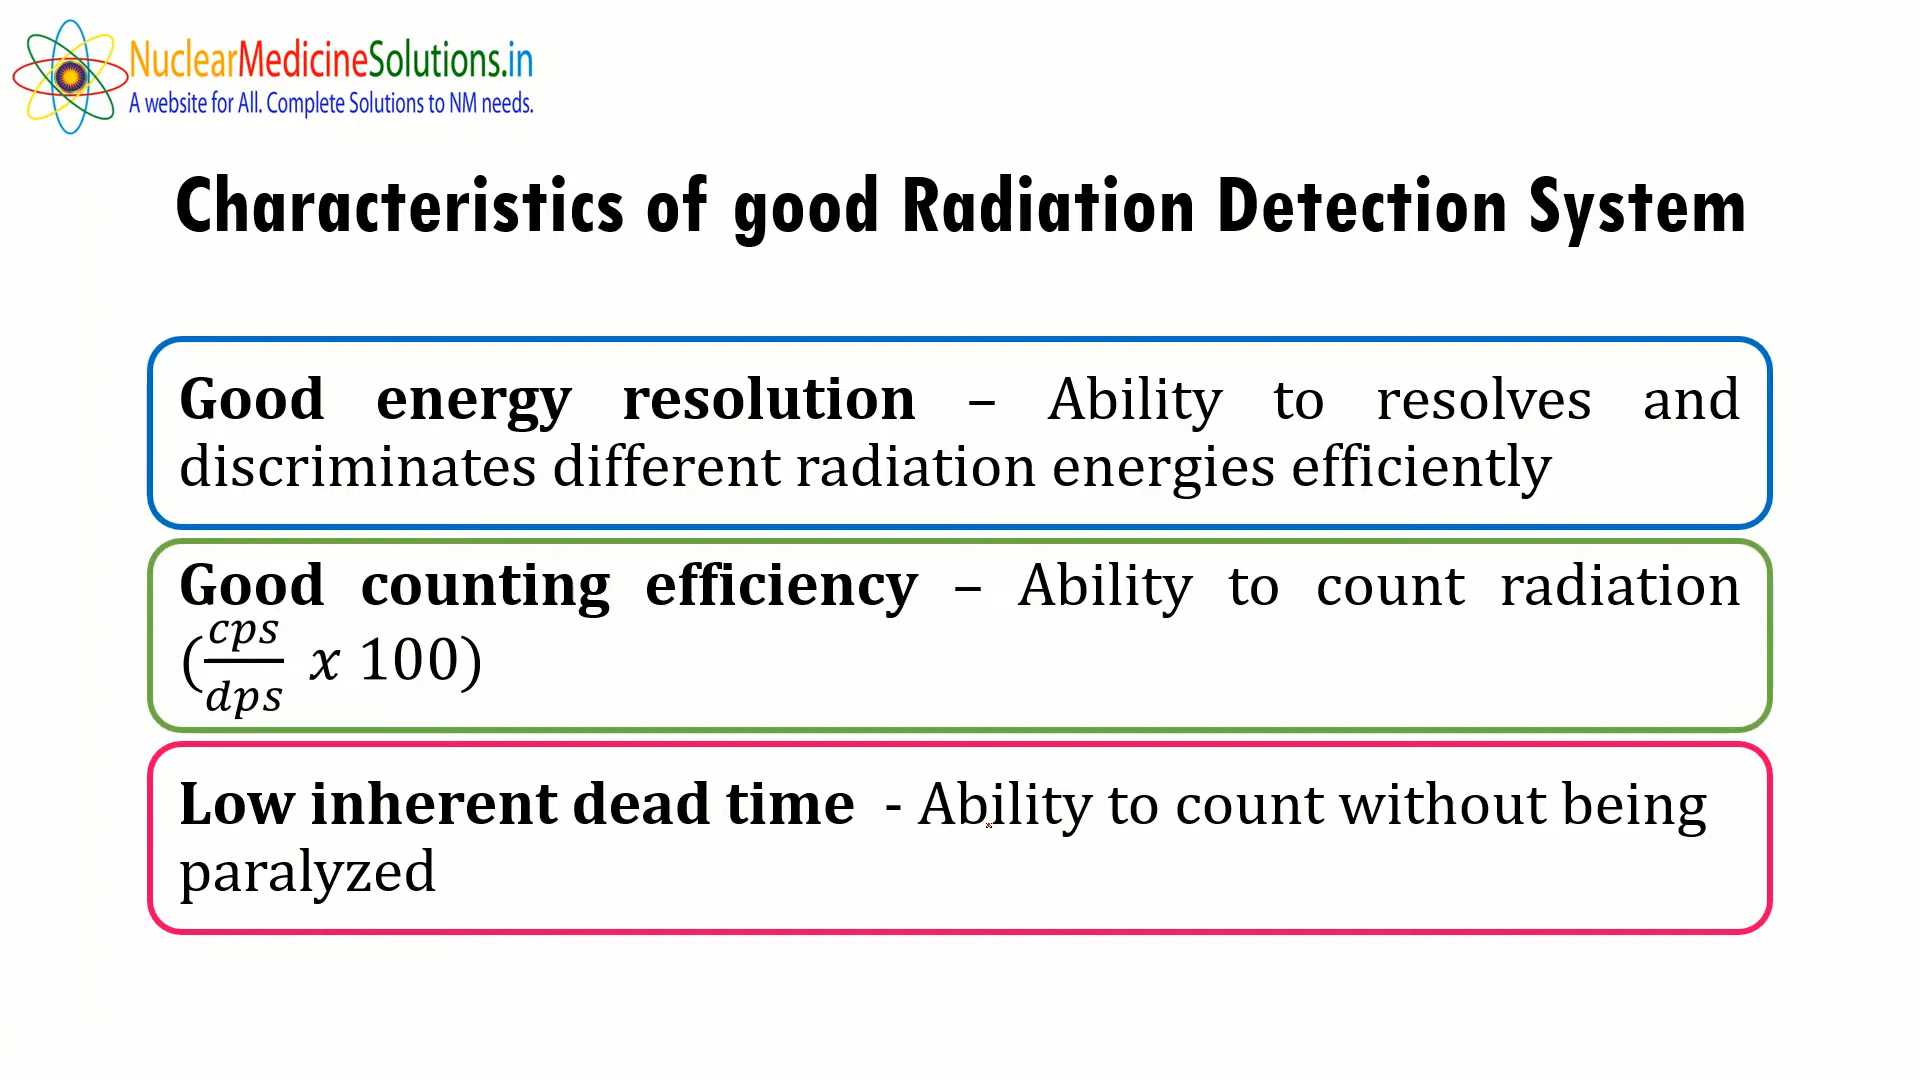 NuclearMedicineSolutions.in
A website for All. Complete Solutions to NM needs.
Characteristics of good Radiation Detection System
Good energy resolution – Ability to resolves and
discriminates different radiation energies efficiently
Good counting efficiency – Ability to count radiation
(cps/dps x 100)
Low inherent dead time - Ability to count without being
paralyzed